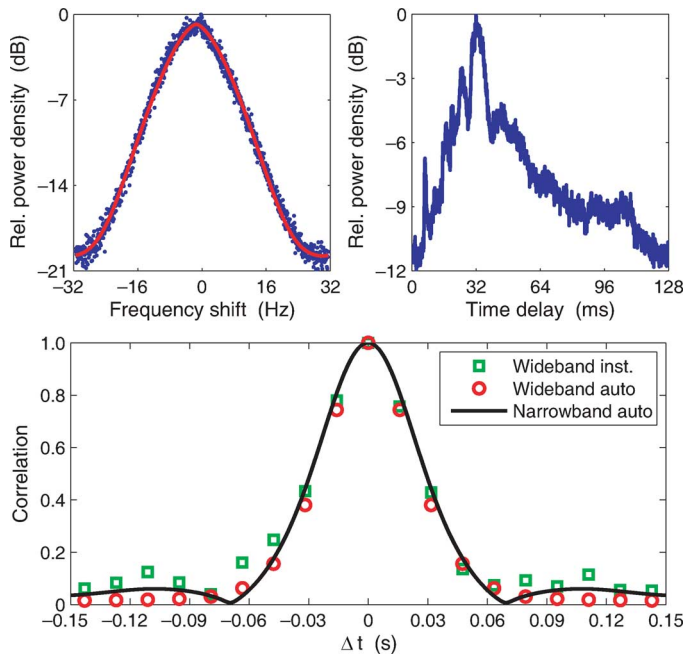 Rel. power density (dB)
0
−7
−14
−21
−32 −16 0 16 32
Frequency shift (Hz)
Rel. power density (dB)
0
−3
−6
−9
−12
0 32 64 96 128
Time delay (ms)
Correlation
1.0
0.8
0.6
0.4
0.2
0
−0.15 −0.12 −0.09 −0.06 −0.03 0 0.03 0.06 0.09 0.12 0.15
Δ t (s)
Wideband inst.
Wideband auto
Narrowband auto